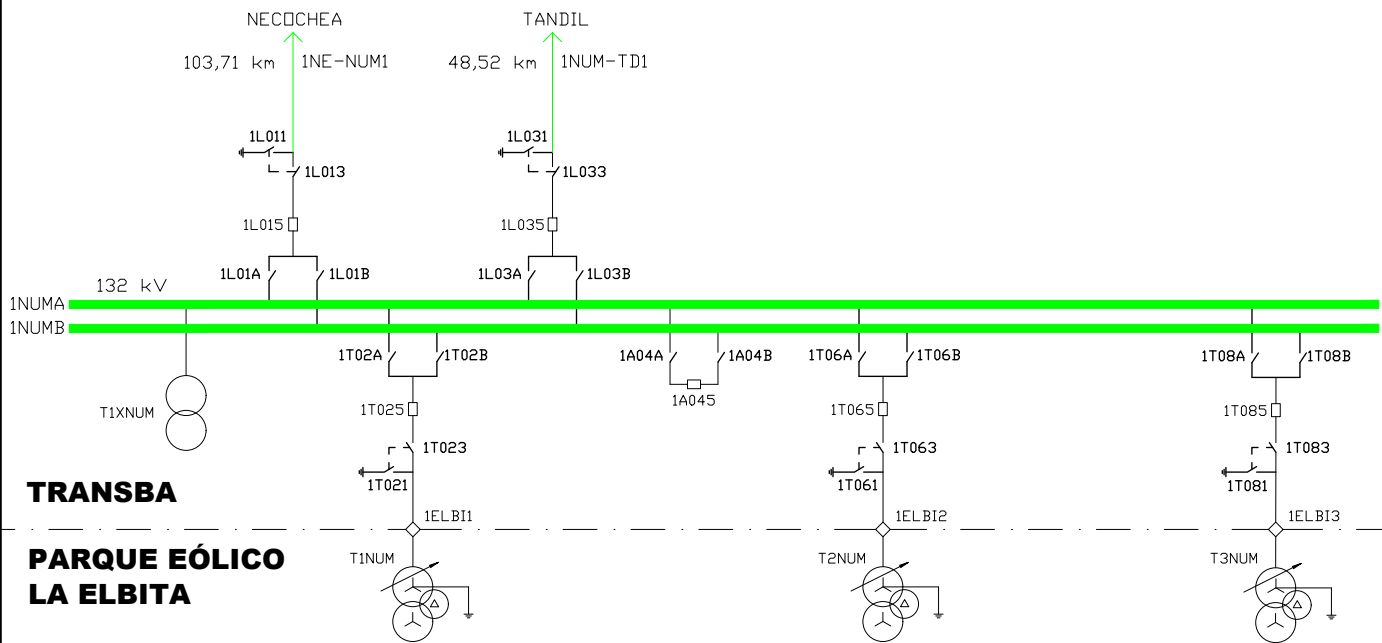 NECOCHEA
TANDIL
103,71 km
1NE-NUM1
48,52 km
1NUM-TD1
1L011
1L031
1L013
1L033
1L015
1L035
1L01A
1L01B
1L03A
1L03B
132 kV
1NUMA
1NUMB
1T02A
1T02B
1A04A
1A04B
1T06A
1T06B
1T08A
1T08B
1A045
T1XNUM
1T025
1T065
1T085
1T023
1T063
1T083
1T021
1T061
1T081
TRANSBA
1ELBI1
1ELBI2
1ELBI3
PARQUE EÓLICO
LA ELBITA
T1NUM
T2NUM
T3NUM